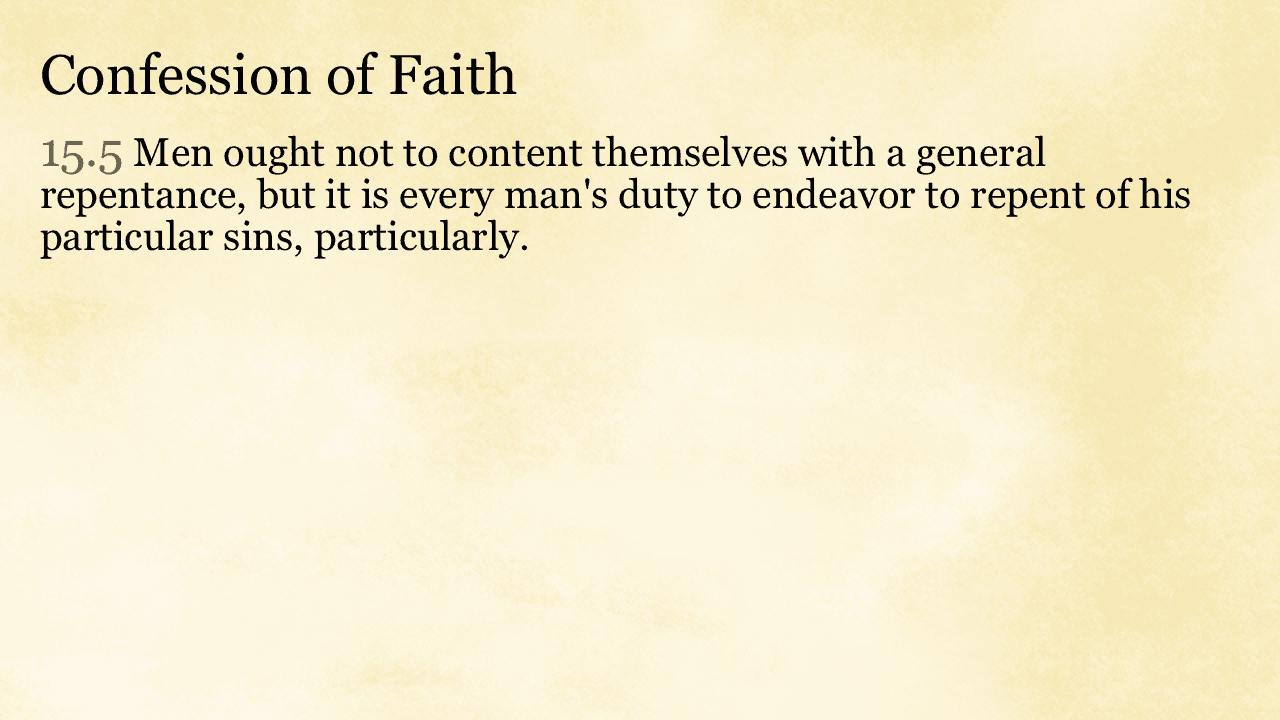 Confession of Faith
15.5 Men ought not to content themselves with a general
repentance, but it is every man's duty to endeavor to repent of his
particular sins, particularly.